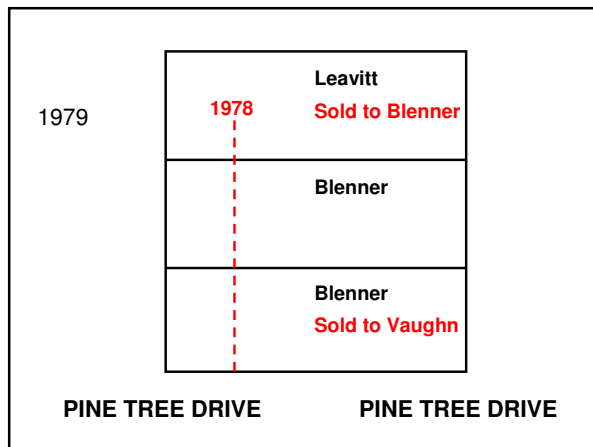 Leavitt
1979
1978
Sold to Blenner
Blenner
Blenner
Sold to Vaughn
PINE TREE DRIVE
PINE TREE DRIVE